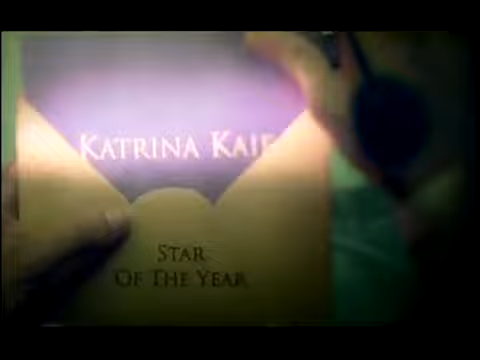 KATRINA KAIF
STAR
OF THE YEAR